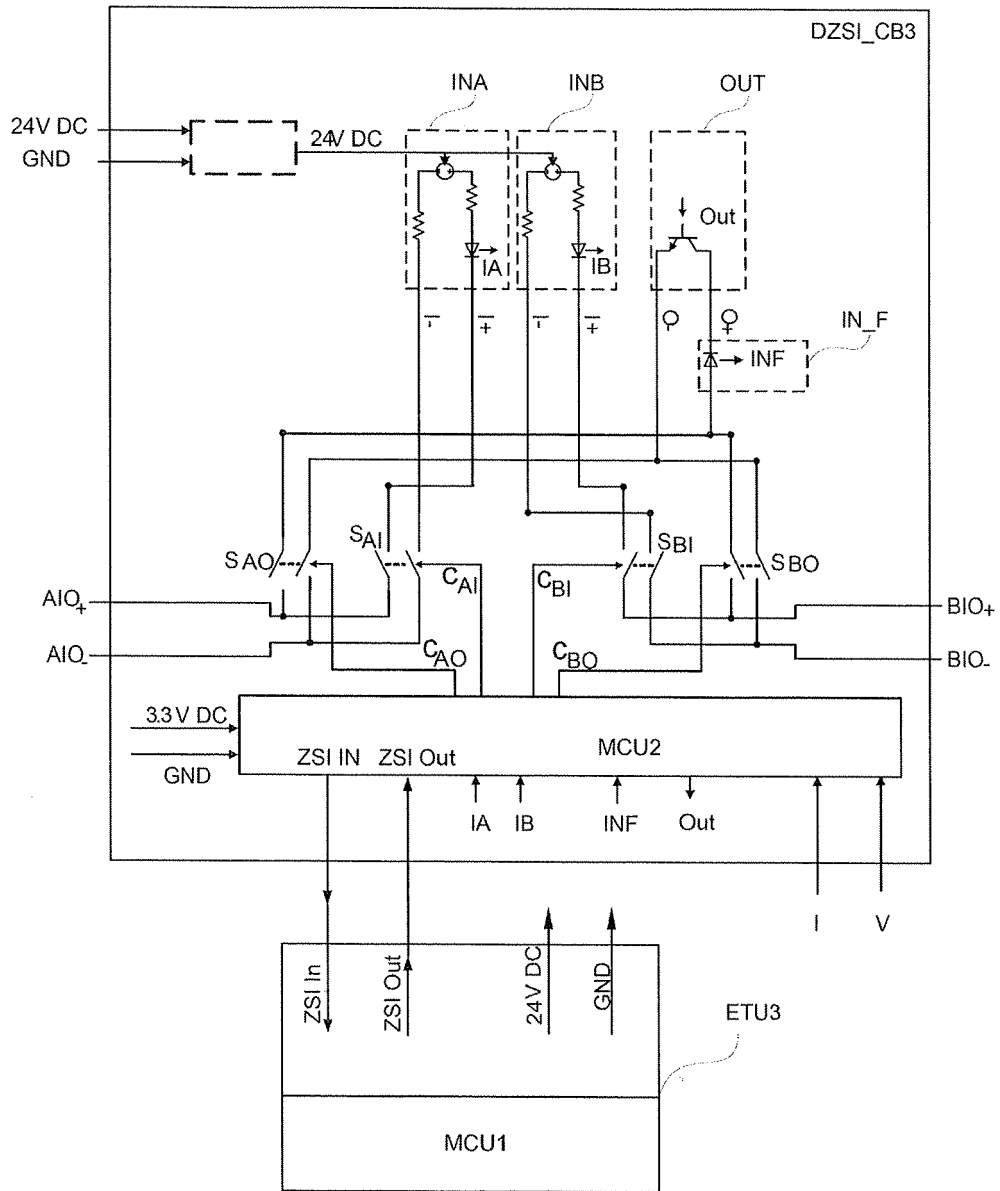 DZSI_CB3
INA
INB
OUT
24V DC
GND
24V DC
Out
IA
IB
IN_F
INF
SAI
SBI
SAO
SBO
CAI
CBI
AIO+
BIO+
AIO-
BIO-
CAO
CBO
3.3V DC
GND
MCU2
ZSI IN
ZSI Out
IA
IB
INF
Out
I
V
ZSI In
ZSI Out
24V DC
GND
ETU3
MCU1